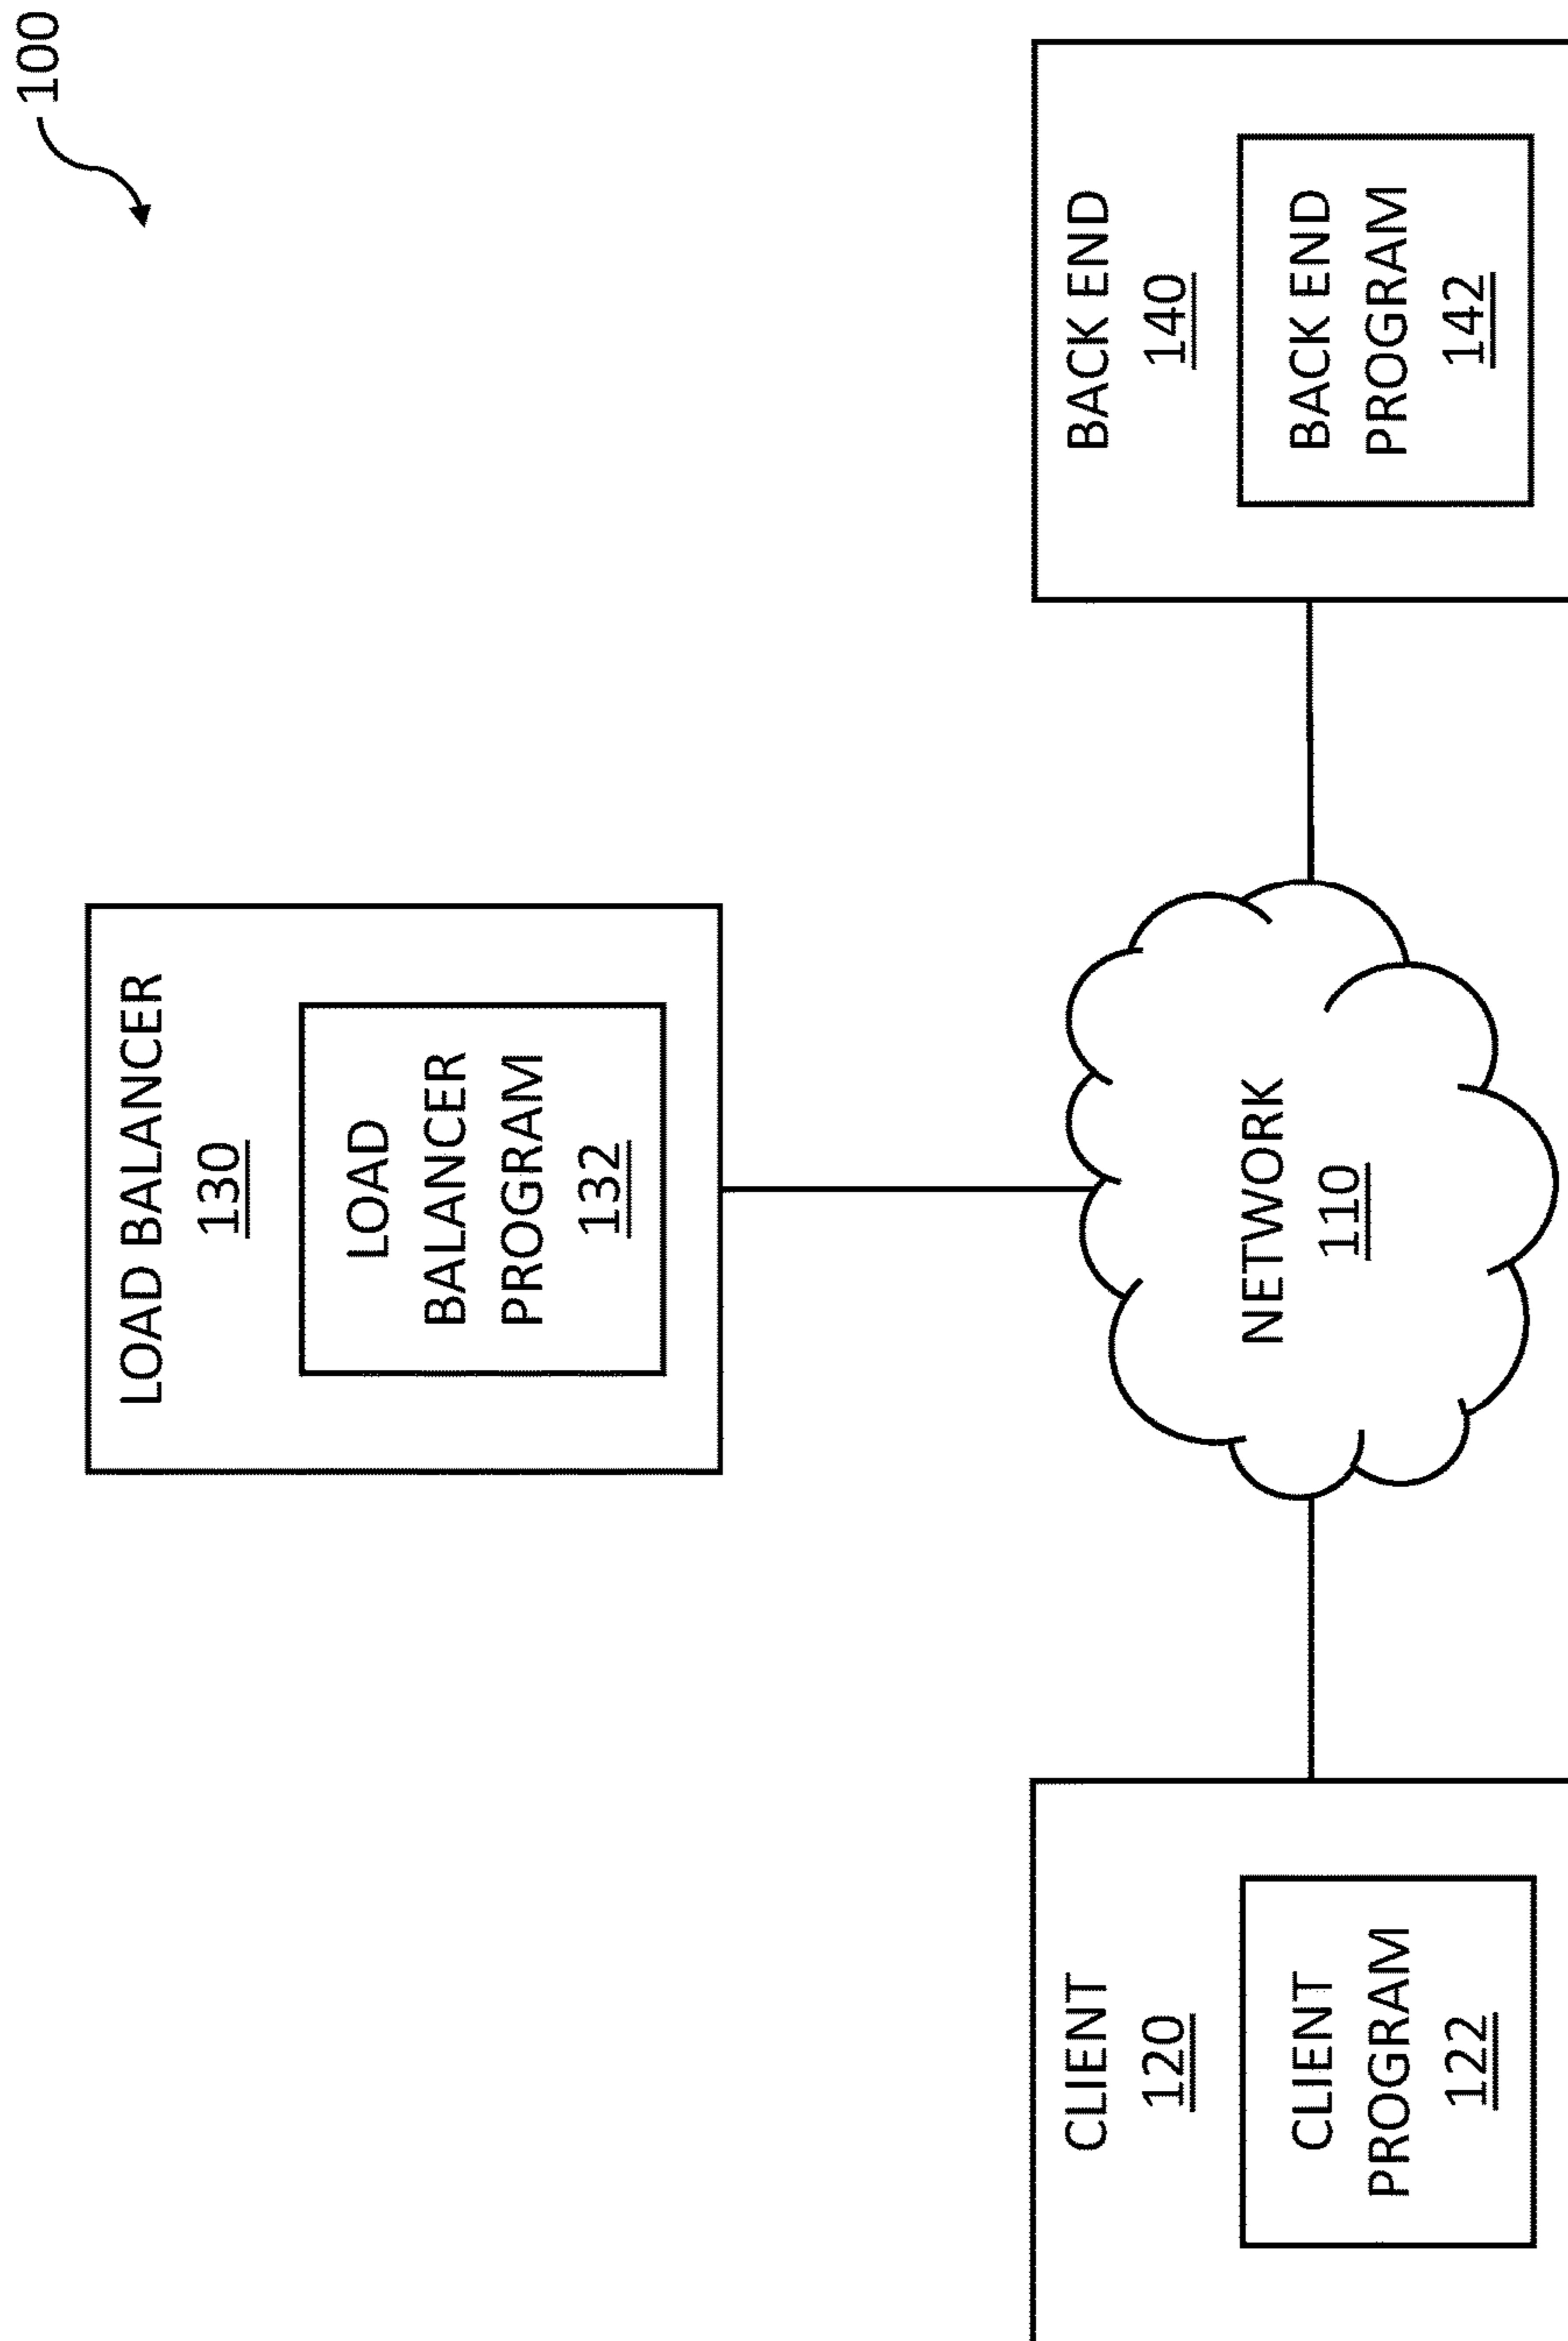 100
LOAD BALANCER
130
LOAD
BALANCER
PROGRAM
132
CLIENT
120
CLIENT
PROGRAM
122
NETWORK
110
BACK END
140
BACK END
PROGRAM
142